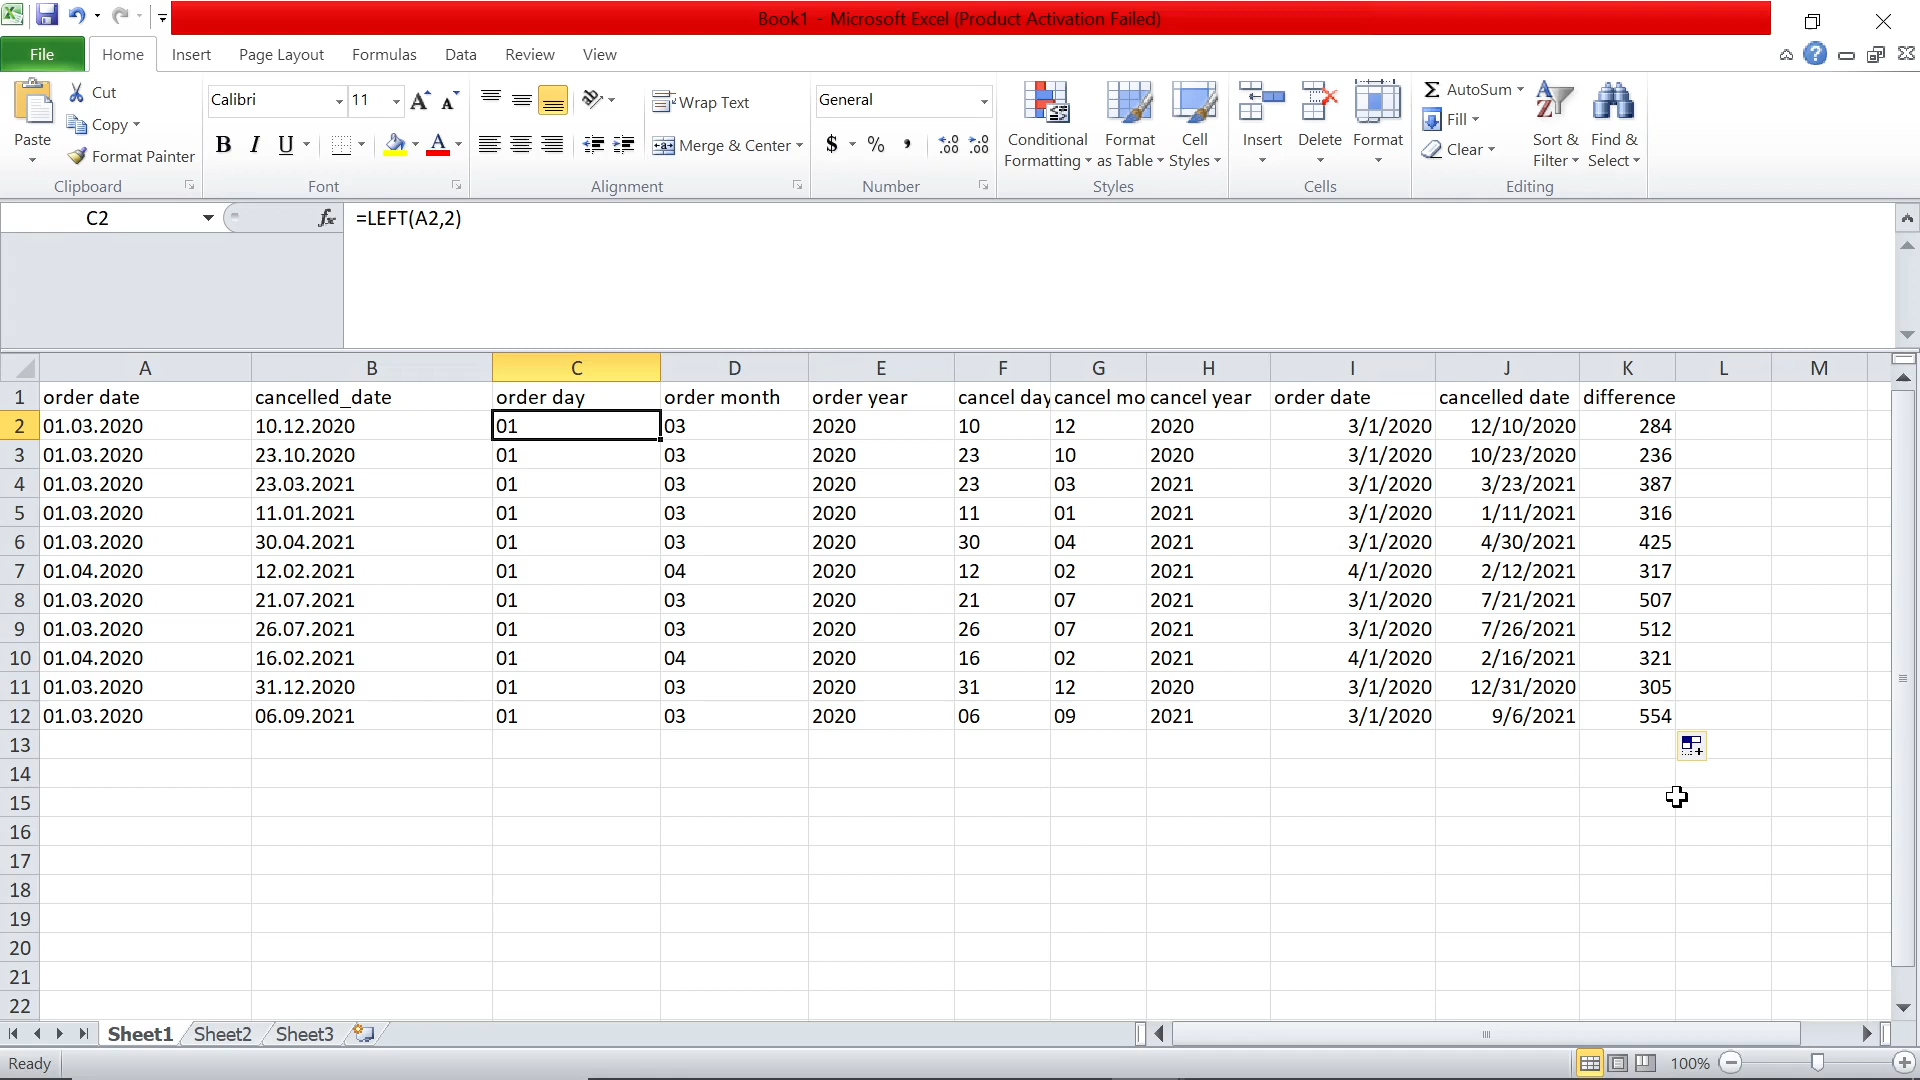 Book1 - Microsoft Excel (Product Activation Failed)
File Home Insert Page Layout Formulas Data Review View
Paste Cut Copy Format Painter Clipboard
Calibri 11 B I U A Font
Wrap Text Merge & Center Alignment
General $ % , Number
Conditional Formatting Format as Table Cell Styles Styles
Insert Delete Format Cells
Σ AutoSum Fill Clear Sort & Filter Find & Select Editing
C2 fx =LEFT(A2,2)
A B C D E F G H I J K L M
1 order date cancelled_date order day order month order year cancel day cancel mo cancel year order date cancelled date difference
2 01.03.2020 10.12.2020 01 03 2020 10 12 2020 3/1/2020 12/10/2020 284
3 01.03.2020 23.10.2020 01 03 2020 23 10 2020 3/1/2020 10/23/2020 236
4 01.03.2020 23.03.2021 01 03 2020 23 03 2021 3/1/2020 3/23/2021 387
5 01.03.2020 11.01.2021 01 03 2020 11 01 2021 3/1/2020 1/11/2021 316
6 01.03.2020 30.04.2021 01 03 2020 30 04 2021 3/1/2020 4/30/2021 425
7 01.04.2020 12.02.2021 01 04 2020 12 02 2021 4/1/2020 2/12/2021 317
8 01.03.2020 21.07.2021 01 03 2020 21 07 2021 3/1/2020 7/21/2021 507
9 01.03.2020 26.07.2021 01 03 2020 26 07 2021 3/1/2020 7/26/2021 512
10 01.04.2020 16.02.2021 01 04 2020 16 02 2021 4/1/2020 2/16/2021 321
11 01.03.2020 31.12.2020 01 03 2020 31 12 2020 3/1/2020 12/31/2020 305
12 01.03.2020 06.09.2021 01 03 2020 06 09 2021 3/1/2020 9/6/2021 554
13
14
15
16
17
18
19
20
21
22
Sheet1 Sheet2 Sheet3
Ready 100%